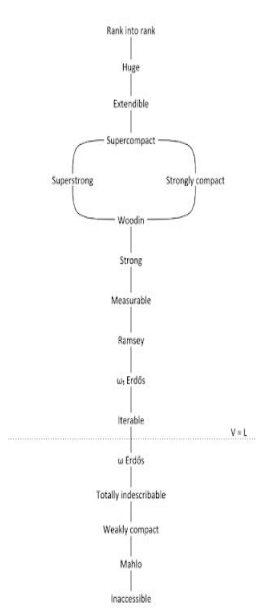 Rank into rank
Huge
Extendible
Supercompact
Superstrong
Strongly compact
Woodin
Strong
Measurable
Ramsey
ω₁ Erdős
Iterable
V = L
ω Erdős
Totally indescribable
Weakly compact
Mahlo
Inaccessible